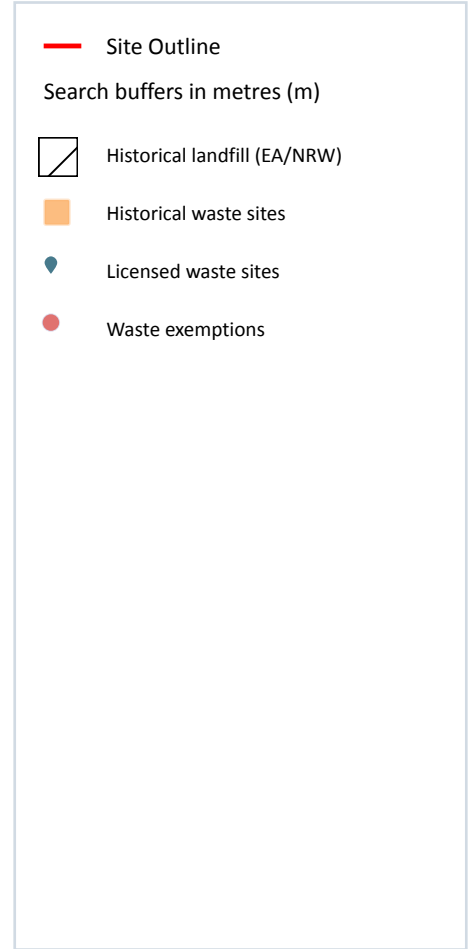 Site Outline
Search buffers in metres (m)
Historical landfill (EA/NRW)
Historical waste sites
Licensed waste sites
Waste exemptions